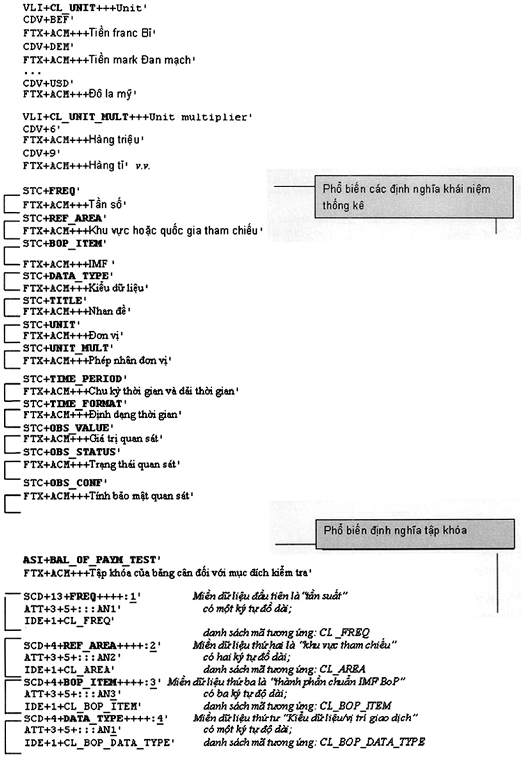 VLI+CL_UNIT+++Unit'
CDV+BEF'
FTX+ACM+++Tiền franc Bỉ'
CDV+DEM'
FTX+ACM+++Tiền mark Đan mạch'
...
CDV+USD'
FTX+ACM+++Đô la mỹ'
VLI+CL_UNIT_MULT+++Unit multiplier'
CDV+6'
FTX+ACM+++Hàng triệu'
CDV+9'
FTX+ACM+++Hàng tỉ' v.v.
Phổ biến các định nghĩa khái niệm
thống kê
STC+FREQ'
FTX+ACM+++Tần số'
STC+REF_AREA'
FTX+ACM+++Khu vực hoặc quốc gia tham chiếu'
STC+BOP_ITEM'
FTX+ACM+++IMF '
STC+DATA_TYPE'
FTX+ACM+++Kiểu dữ liệu'
STC+TITLE'
FTX+ACM+++Nhan đề'
STC+UNIT'
FTX+ACM+++Đơn vị'
STC+UNIT_MULT'
FTX+ACM+++Phép nhân đơn vị'
STC+TIME_PERIOD'
FTX+ACM+++Chu kỳ thời gian và dải thời gian'
STC+TIME_FORMAT'
FTX+ACM+++Định dạng thời gian'
STC+OBS_VALUE'
FTX+ACM+++Giá trị quan sát'
STC+OBS_STATUS'
FTX+ACM+++Trạng thái quan sát'
STC+OBS_CONF'
FTX+ACM+++Tính bảo mật quan sát'
Phổ biến định nghĩa tập khóa
ASI+BAL_OF_PAYM_TEST'
FTX+ACM+++Tập khóa của bảng cân đối với mục đích kiểm tra'
SCD+13+FREQ++++:1' Miền dữ liệu đầu tiên là "tần suất"
ATT+3+5+:::AN1' có một ký tự đồ dài;
IDE+1+CL_FREQ'
danh sách mã tương ứng: CL_FREQ
SCD+4+REF_AREA++++:2' Miền dữ liệu thứ hai là "khu vực tham chiếu"
ATT+3+5+:::AN2' có hai ký tự đồ dài;
IDE+1+CL_AREA' danh sách mã tương ứng: CL_AREA
SCD+4+BOP_ITEM++++:3' Miền dữ liệu thứ ba là "thành phần chuẩn IMF BoP"
ATT+3+5+:::AN3' có ba ký tự độ dài;
IDE+1+CL_BOP_ITEM' danh sách mã tương ứng: CL_BOP_ITEM
SCD+4+DATA_TYPE++++:4' Miền dữ liệu thứ tư "Kiểu dữ liệu/vị trí giao dịch"
ATT+3+5+:::AN1' có một ký tự độ dài;
IDE+1+CL_BOP_DATA_TYPE' danh sách mã tương ứng: CL_BOP_DATA_TYPE